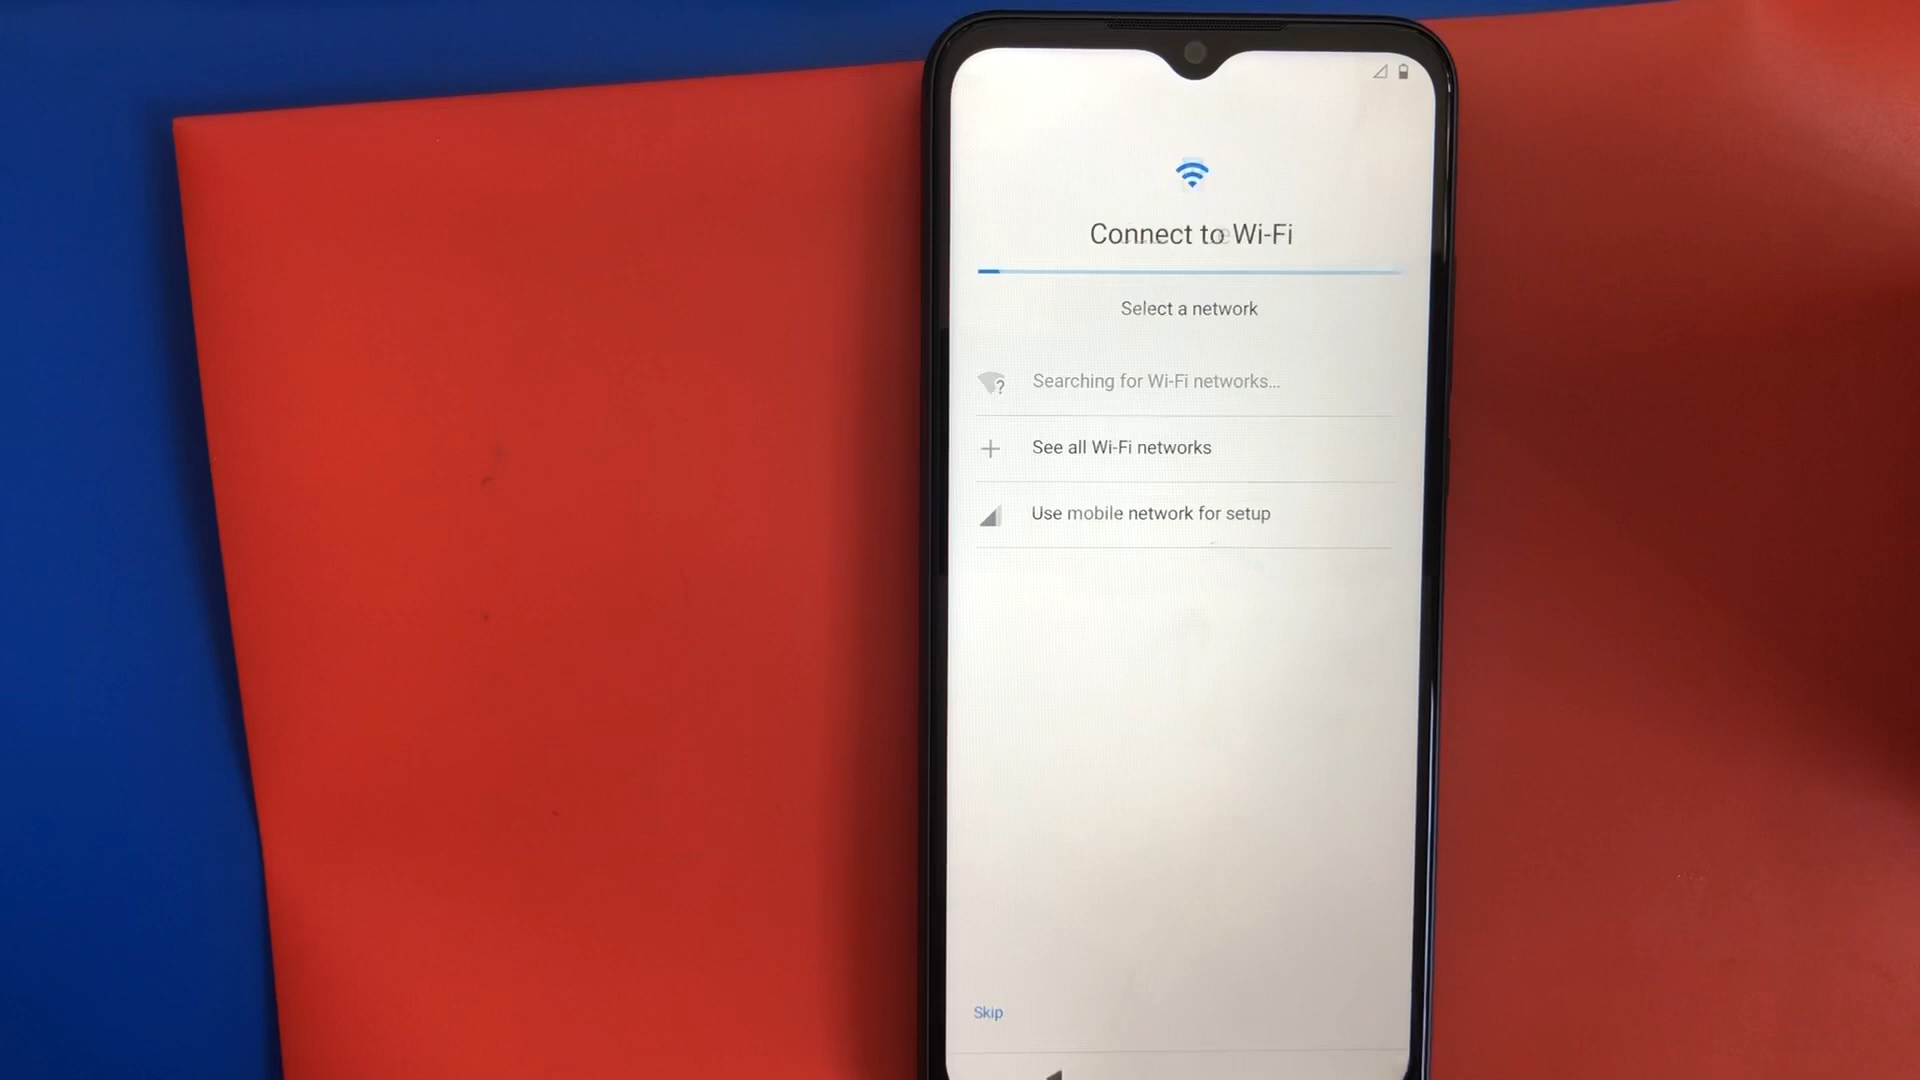 Connect to Wi-Fi
Select a network
Searching for Wi-Fi networks...
See all Wi-Fi networks
Use mobile network for setup
Skip